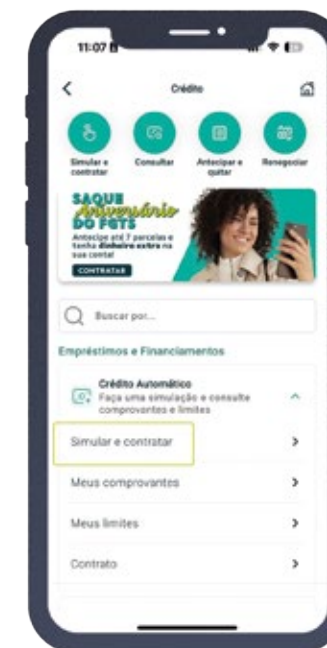 11:07
Crédito
Simular e
contratar
Consultar
Antecipar e
quitar
Renegociar
SAQUE
Aniversário
DO FGTS
Antecipe até 7 parcelas e
tenha dinheiro extra na
sua conta!
CONTRATAR
Buscar por...
Empréstimos e Financiamentos
Crédito Automático
Faça uma simulação e consulte
comprovantes e limites
Simular e contratar
Meus comprovantes
Meus limites
Contrato